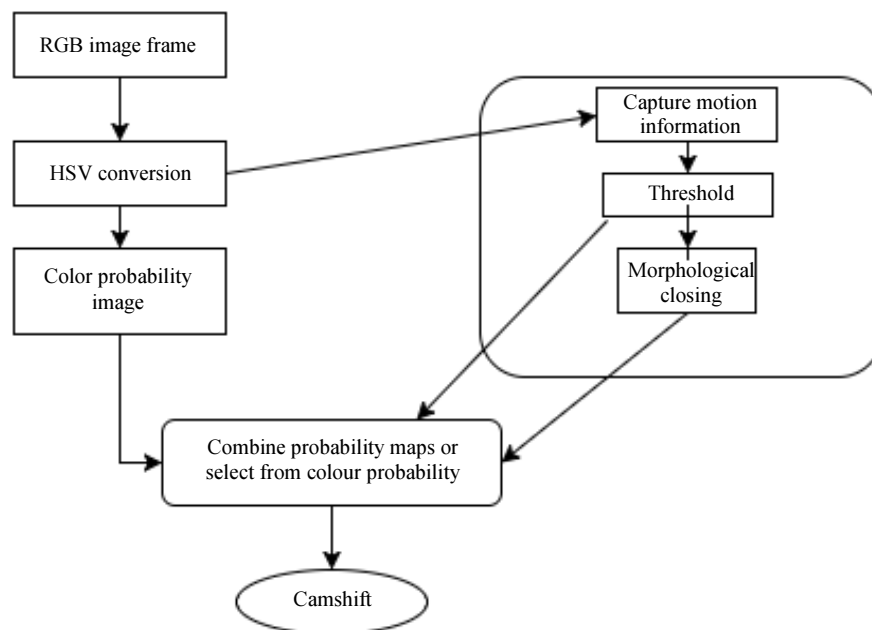 RGB image frame
HSV conversion
Color probability
image
Capture motion
information
Threshold
Morphological
closing
Combine probability maps or
select from colour probability
Camshift